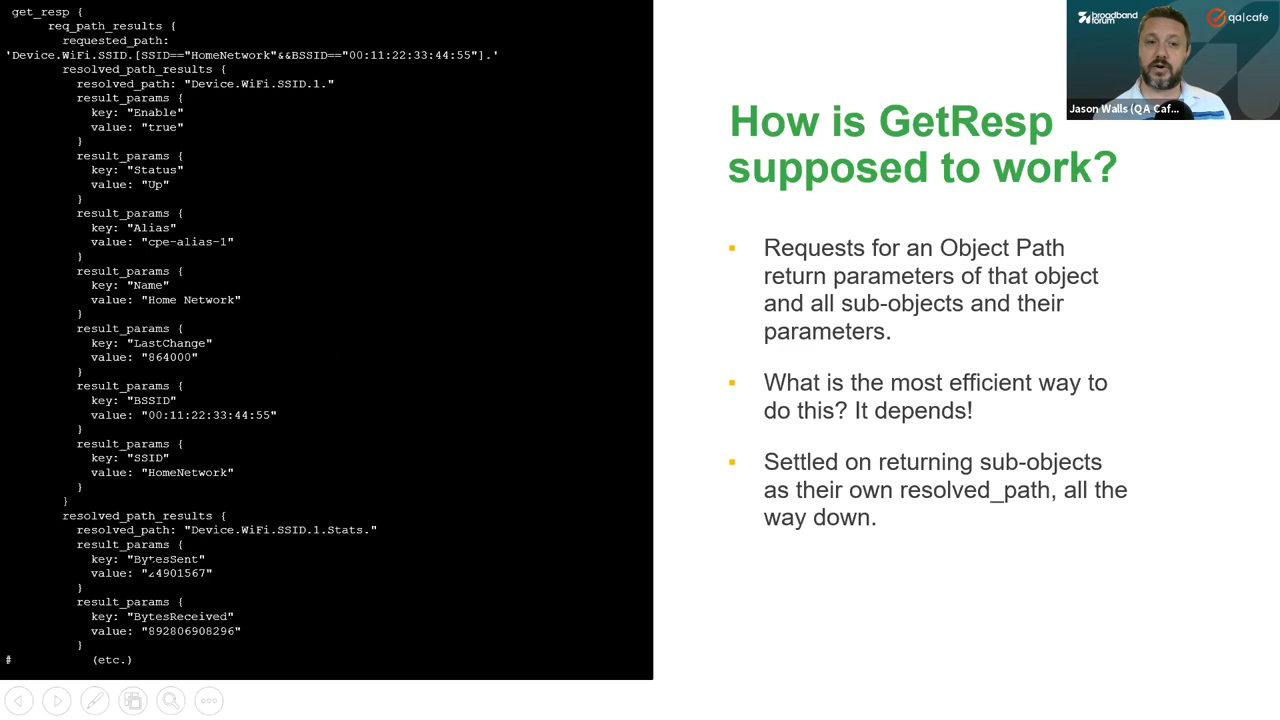 get_resp {
req_path_results {
requested_path:
'Device.WiFi.SSID.[SSID=="HomeNetwork"&&BSSID=="00:11:22:33:44:55"].'
resolved_path_results {
resolved_path: "Device.WiFi.SSID.1."
result_params {
key: "Enable"
value: "true"
}
result_params {
key: "Status"
value: "Up"
}
result_params {
key: "Alias"
value: "cpe-alias-1"
}
result_params {
key: "Name"
value: "Home Network"
}
result_params {
key: "LastChange"
value: "864000"
}
result_params {
key: "BSSID"
value: "00:11:22:33:44:55"
}
result_params {
key: "SSID"
value: "HomeNetwork"
}
}
resolved_path_results {
resolved_path: "Device.WiFi.SSID.1.Stats."
result_params {
key: "BytesSent"
value: "24901567"
}
result_params {
key: "BytesReceived"
value: "892806908296"
}
# (etc.)
broadband
forum
qa|cafe
Jason Walls (QA Caf...
How is GetResp
supposed to work?
▪ Requests for an Object Path
return parameters of that object
and all sub-objects and their
parameters.
▪ What is the most efficient way to
do this? It depends!
▪ Settled on returning sub-objects
as their own resolved_path, all the
way down.